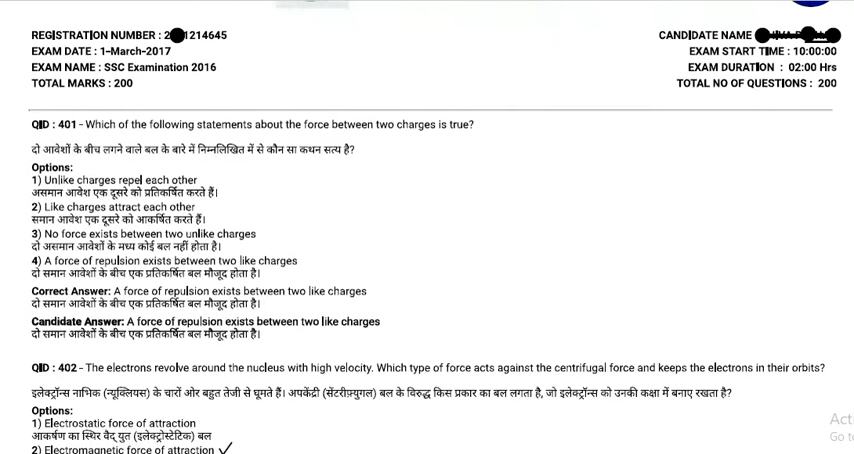 REGISTRATION NUMBER : 2 1214645
CANDIDATE NAME
EXAM DATE : 1-March-2017
EXAM START TIME : 10:00:00
EXAM NAME : SSC Examination 2016
EXAM DURATION : 02:00 Hrs
TOTAL MARKS : 200
TOTAL NO OF QUESTIONS : 200
QID : 401 - Which of the following statements about the force between two charges is true?
दो आवेशों के बीच लगने वाले बल के बारे में निम्नलिखित में से कौन सा कथन सत्य है?
Options:
1) Unlike charges repel each other
असमान आवेश एक दूसरे को प्रतिकर्षित करते हैं।
2) Like charges attract each other
समान आवेश एक दूसरे को आकर्षित करते हैं।
3) No force exists between two unlike charges
दो असमान आवेशों के मध्य कोई बल नहीं होता है।
4) A force of repulsion exists between two like charges
दो समान आवेशों के बीच एक प्रतिकर्षित बल मौजूद होता है।
Correct Answer: A force of repulsion exists between two like charges
दो समान आवेशों के बीच एक प्रतिकर्षित बल मौजूद होता है।
Candidate Answer: A force of repulsion exists between two like charges
दो समान आवेशों के बीच एक प्रतिकर्षित बल मौजूद होता है।
QID : 402 - The electrons revolve around the nucleus with high velocity. Which type of force acts against the centrifugal force and keeps the electrons in their orbits?
इलेक्ट्रॉन्स नाभिक (न्यूक्लियस) के चारों ओर बहुत तेजी से घूमते हैं। अपकेंद्री (सेंटरीफ़्युगल) बल के विरुद्ध किस प्रकार का बल लगता है, जो इलेक्ट्रॉन्स को उनकी कक्षा में बनाए रखता है?
Options:
1) Electrostatic force of attraction
आकर्षण का स्थिर वैद् युत (इलेक्ट्रोस्टेटिक) बल
2) Electromagnetic force of attraction
Act
Go to